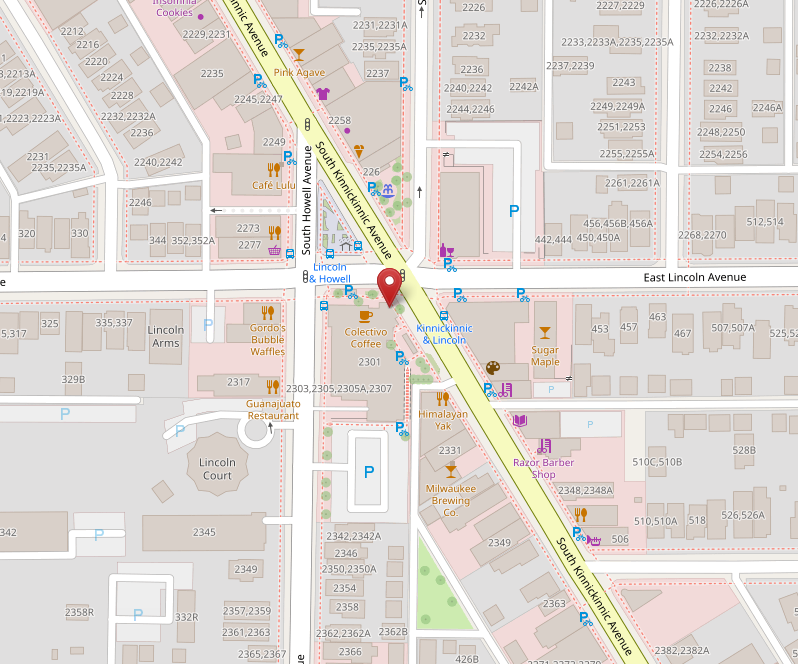 Insomnia
Cookies
2212,
2216
2220
2224
2228
2232,2232A
2236
2213A
2219,2219A
2221,2223A
2231
2235,2235A
2240,2242
2246
320
330
344
352,352A
2229,2231
2235
2245,2247
2249
Café Lulu
2273
2277
Pink Agave
2231,2231A
2235,2235A
2237
2258
226
South Howell Avenue
South Kinnickinnic Avenue
innic Avenue
S
2226
2232
2236
2240,2242
2242A
2244,2246
2227,2229
2233,2233A,2235,2235A
2237,2239
2243
2249,2249A
2251,2253
2255,2255A
2261,2261A
2226,2226A
2232,2232A
2238
2242
2246
2246A
2248,2250
2254,2256
P
456,456B,456A
450,450A
442,444
2268,2270
512,514
e
Lincoln
& Howell
East Lincoln Avenue
5,317
325
335,337
Lincoln
Arms
P
Gordo's
Bubble
Waffles
Colectivo
Coffee
2301
Kinnickinnic
& Lincoln
Sugar
Maple
453
457
467
507,507A
525
329B
P
2317
Guanajuato
Restaurant
2303,2305,2305A,2307
Himalayan
Yak
P
P
P
Lincoln
Court
P
2331
Milwaukee
Brewing
Co.
Razor Barber
Shop
2348,2348A
506
510C,510B
528B
510,510A
518
526,526A
342
P
2345
2342,2342A
2346
2350,2350A
2354
2358
2362,2362A
2362B
2366
2349
2349
2363
South Kinnickinnic Avenue
2358R
P
332R
2357,2359
2361,2363
2365,2367
ue
426B
2371,2373,2379
2382,2382A